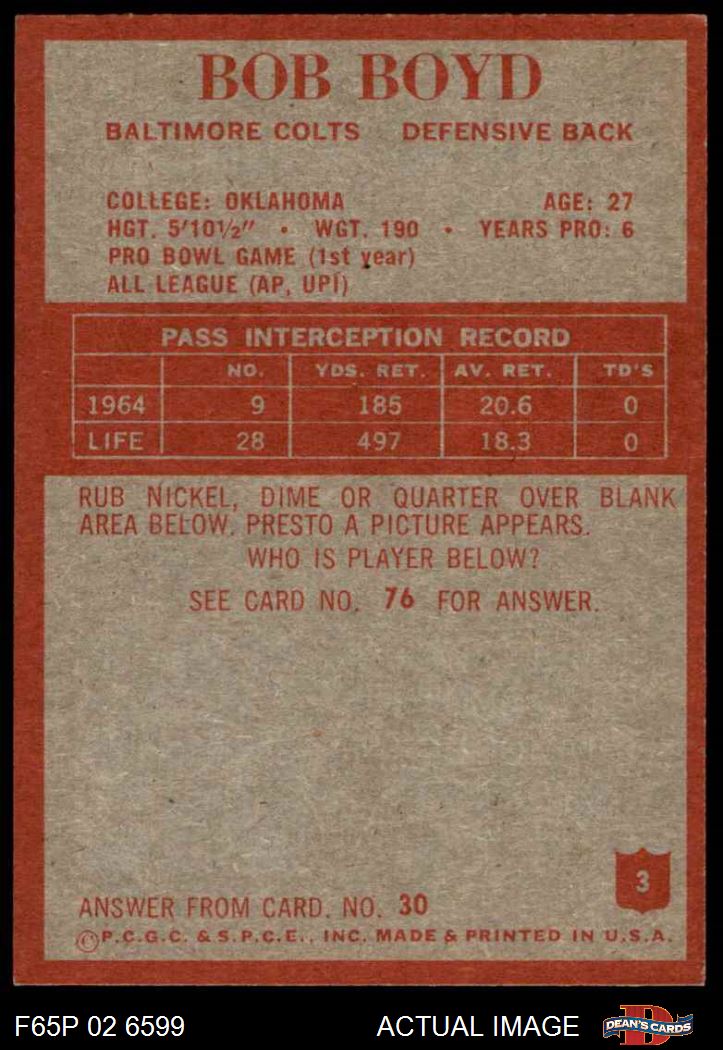 BOB BOYD
BALTIMORE COLTS DEFENSIVE BACK
COLLEGE: OKLAHOMA AGE: 27
HGT. 5'10½" • WGT. 190 • YEARS PRO: 6
PRO BOWL GAME (1st year)
ALL LEAGUE (AP, UPI)
PASS INTERCEPTION RECORD
NO. YDS. RET. AV. RET. TD'S
1964 9 185 20.6 0
LIFE 28 497 18.3 0
RUB NICKEL, DIME OR QUARTER OVER BLANK
AREA BELOW. PRESTO A PICTURE APPEARS.
WHO IS PLAYER BELOW?
SEE CARD NO. 76 FOR ANSWER.
3
ANSWER FROM CARD. NO. 30
©P.C.G.C. & S.P.C.E., INC. MADE & PRINTED IN U.S.A.
F65P 02 6599 ACTUAL IMAGE D DEAN'S CARDS